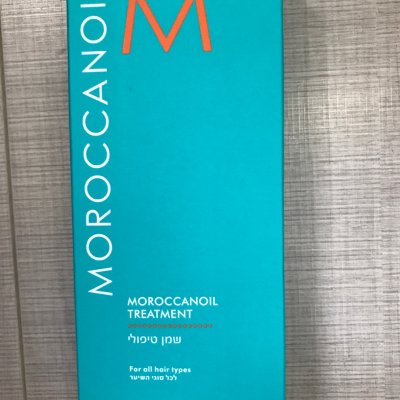 M
MOROCCANOIL
MOROCCANOIL
TREATMENT
שמן טיפולי
For all hair types
לכל סוגי השיער